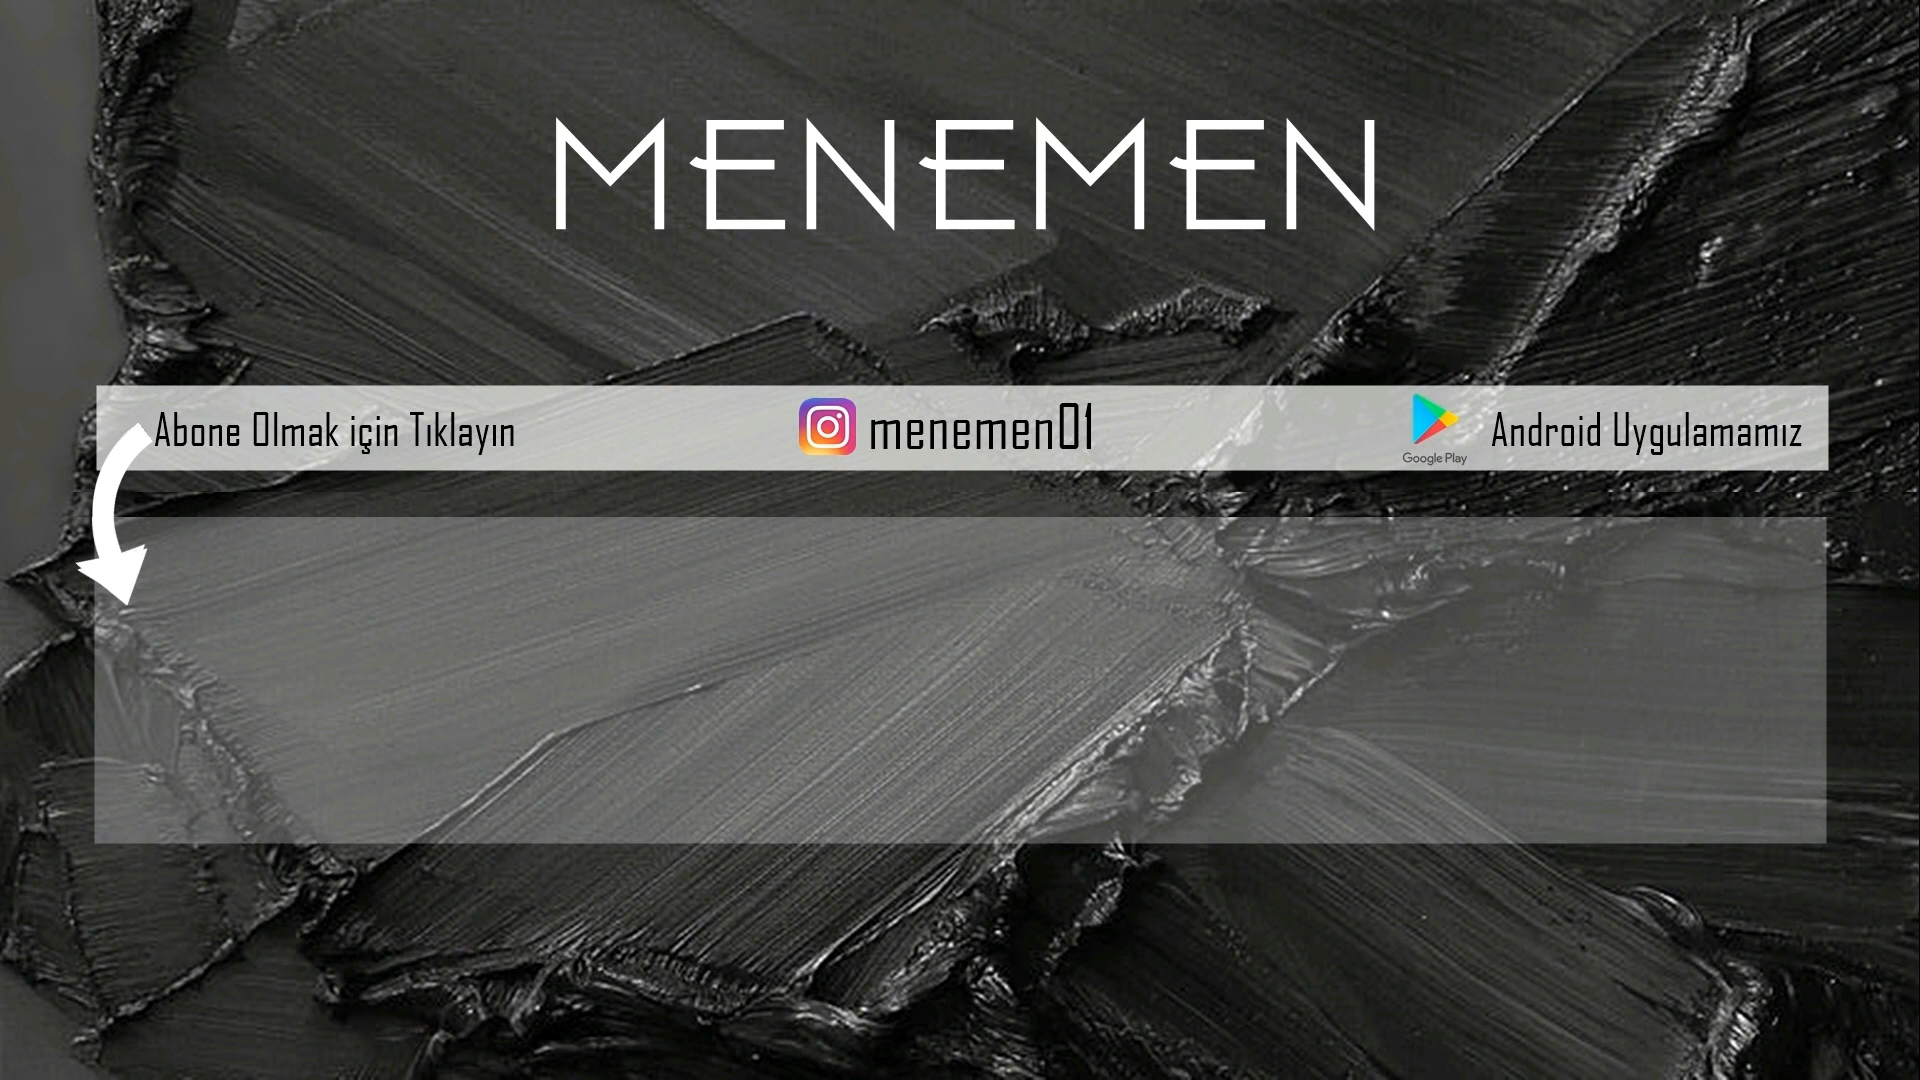 MENEMEN
Abone Olmak için Tıklayın
menemen01
Google Play
Android Uygulamamız